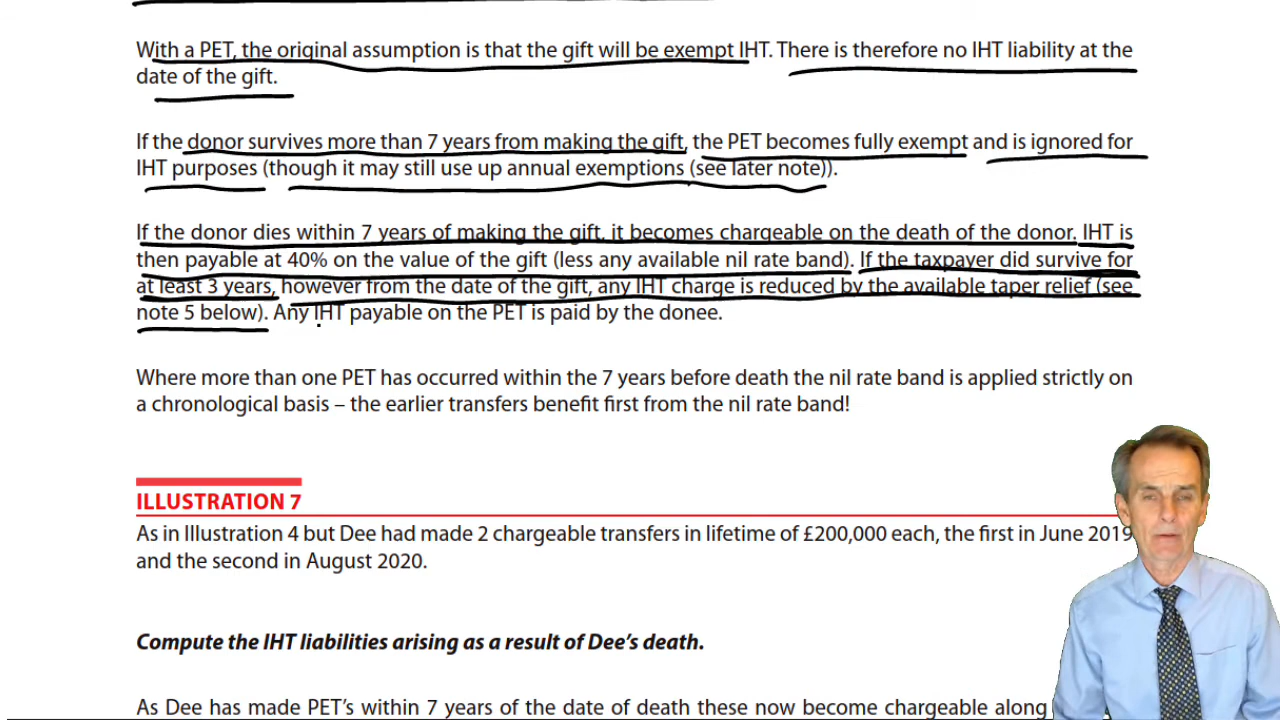 With a PET, the original assumption is that the gift will be exempt IHT. There is therefore no IHT liability at the
date of the gift.
If the donor survives more than 7 years from making the gift, the PET becomes fully exempt and is ignored for
IHT purposes (though it may still use up annual exemptions (see later note)).
If the donor dies within 7 years of making the gift, it becomes chargeable on the death of the donor. IHT is
then payable at 40% on the value of the gift (less any available nil rate band). If the taxpayer did survive for
at least 3 years, however from the date of the gift, any IHT charge is reduced by the available taper relief (see
note 5 below). Any IHT payable on the PET is paid by the donee.
Where more than one PET has occurred within the 7 years before death the nil rate band is applied strictly on
a chronological basis – the earlier transfers benefit first from the nil rate band!
ILLUSTRATION 7
As in Illustration 4 but Dee had made 2 chargeable transfers in lifetime of £200,000 each, the first in June 2019
and the second in August 2020.
Compute the IHT liabilities arising as a result of Dee's death.
As Dee has made PET's within 7 years of the date of death these now become chargeable along